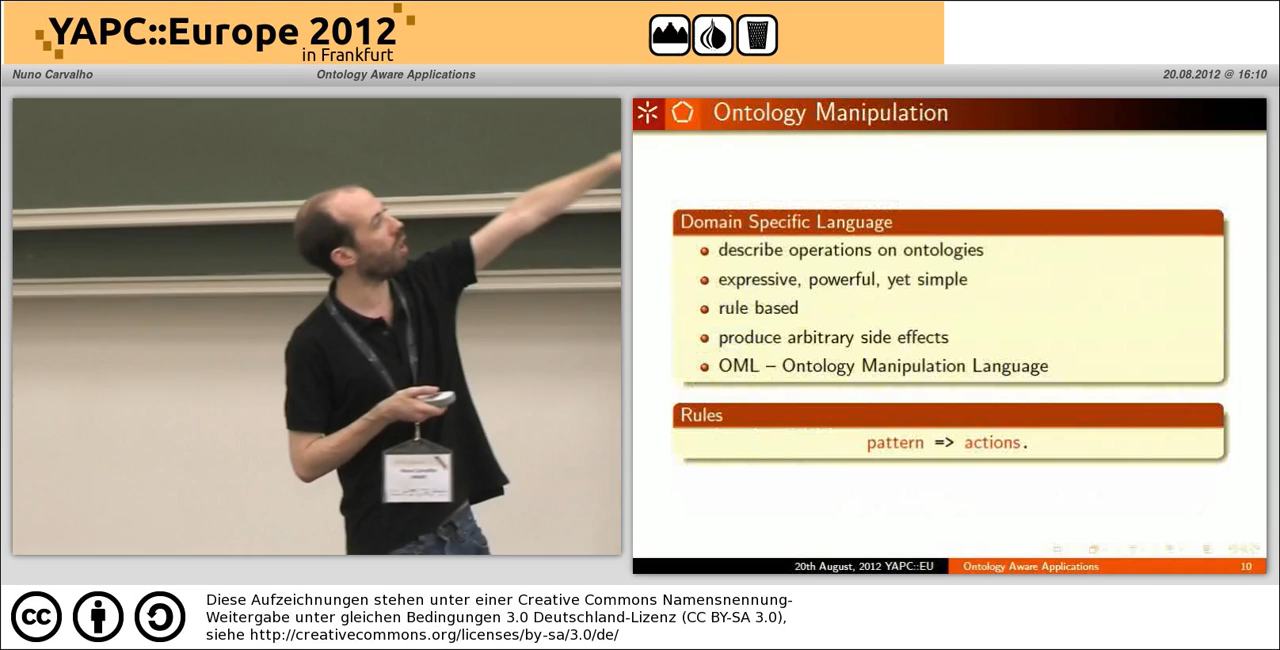 YAPC::Europe 2012
in Frankfurt
Nuno Carvalho
Ontology Aware Applications
20.08.2012 @ 16:10
Ontology Manipulation
Domain Specific Language
describe operations on ontologies
expressive, powerful, yet simple
rule based
produce arbitrary side effects
OML – Ontology Manipulation Language
Rules
pattern => actions.
20th August, 2012 YAPC::EU
Ontology Aware Applications
10
cc
Diese Aufzeichnungen stehen unter einer Creative Commons Namensnennung-
Weitergabe unter gleichen Bedingungen 3.0 Deutschland-Lizenz (CC BY-SA 3.0),
siehe http://creativecommons.org/licenses/by-sa/3.0/de/